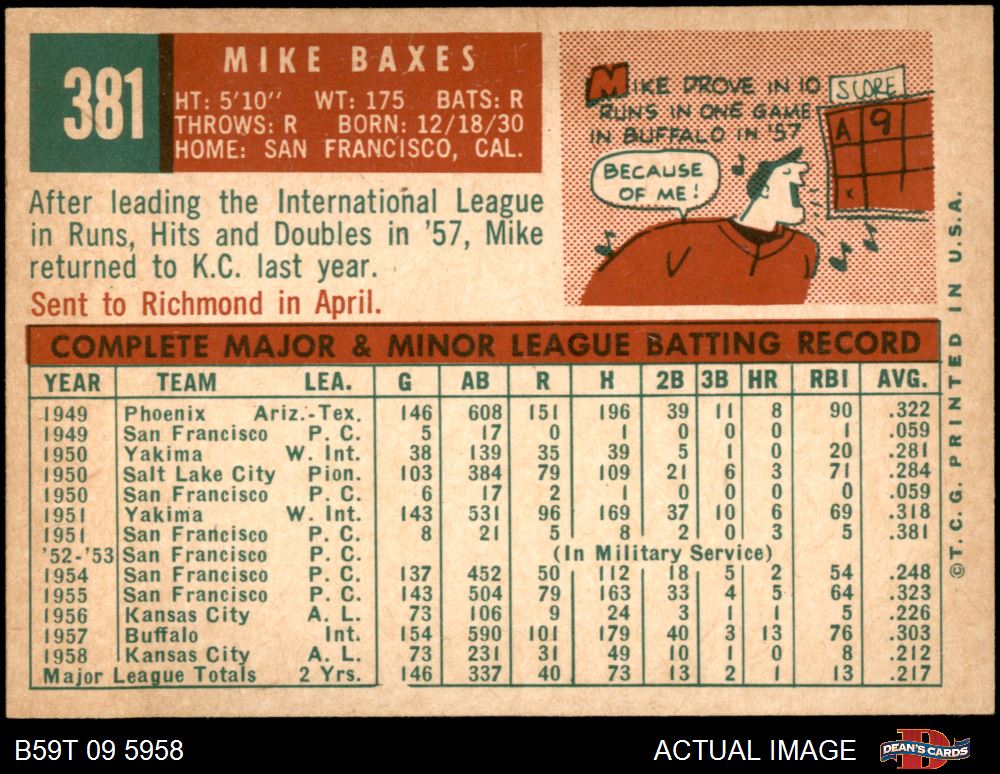 381
MIKE BAXES
HT: 5'10" WT: 175 BATS: R
THROWS: R BORN: 12/18/30
HOME: SAN FRANCISCO, CAL.
After leading the International League
in Runs, Hits and Doubles in '57, Mike
returned to K.C. last year.
Sent to Richmond in April.
MIKE DROVE IN 10
RUNS IN ONE GAME
IN BUFFALO IN '57
SCORE
A 9
x 1
BECAUSE
OF ME!
COMPLETE MAJOR & MINOR LEAGUE BATTING RECORD
YEAR TEAM LEA. G AB R H 2B 3B HR RBI AVG.
1949 Phoenix Ariz.-Tex. 146 608 151 196 39 11 8 90 .322
1949 San Francisco P. C. 5 17 0 1 0 0 0 1 .059
1950 Yakima W. Int. 38 139 35 39 5 1 0 20 .281
1950 Salt Lake City Pion. 103 384 79 109 21 6 3 71 .284
1950 San Francisco P. C. 6 17 2 1 0 0 0 0 .059
1951 Yakima W. Int. 143 531 96 169 37 10 6 69 .318
1951 San Francisco P. C. 8 21 5 8 2 0 3 5 .381
'52-'53 San Francisco P. C. (In Military Service)
1954 San Francisco P. C. 137 452 50 112 18 5 2 54 .248
1955 San Francisco P. C. 143 504 79 163 33 4 5 64 .323
1956 Kansas City A. L. 73 106 9 24 3 1 1 5 .226
1957 Buffalo Int. 154 590 101 179 40 3 13 76 .303
1958 Kansas City A. L. 73 231 31 49 10 1 0 8 .212
Major League Totals 2 Yrs. 146 337 40 73 13 2 1 13 .217
©T. C. G. PRINTED IN U.S.A.
B59T 09 5958
ACTUAL IMAGE
DEAN'S CARDS